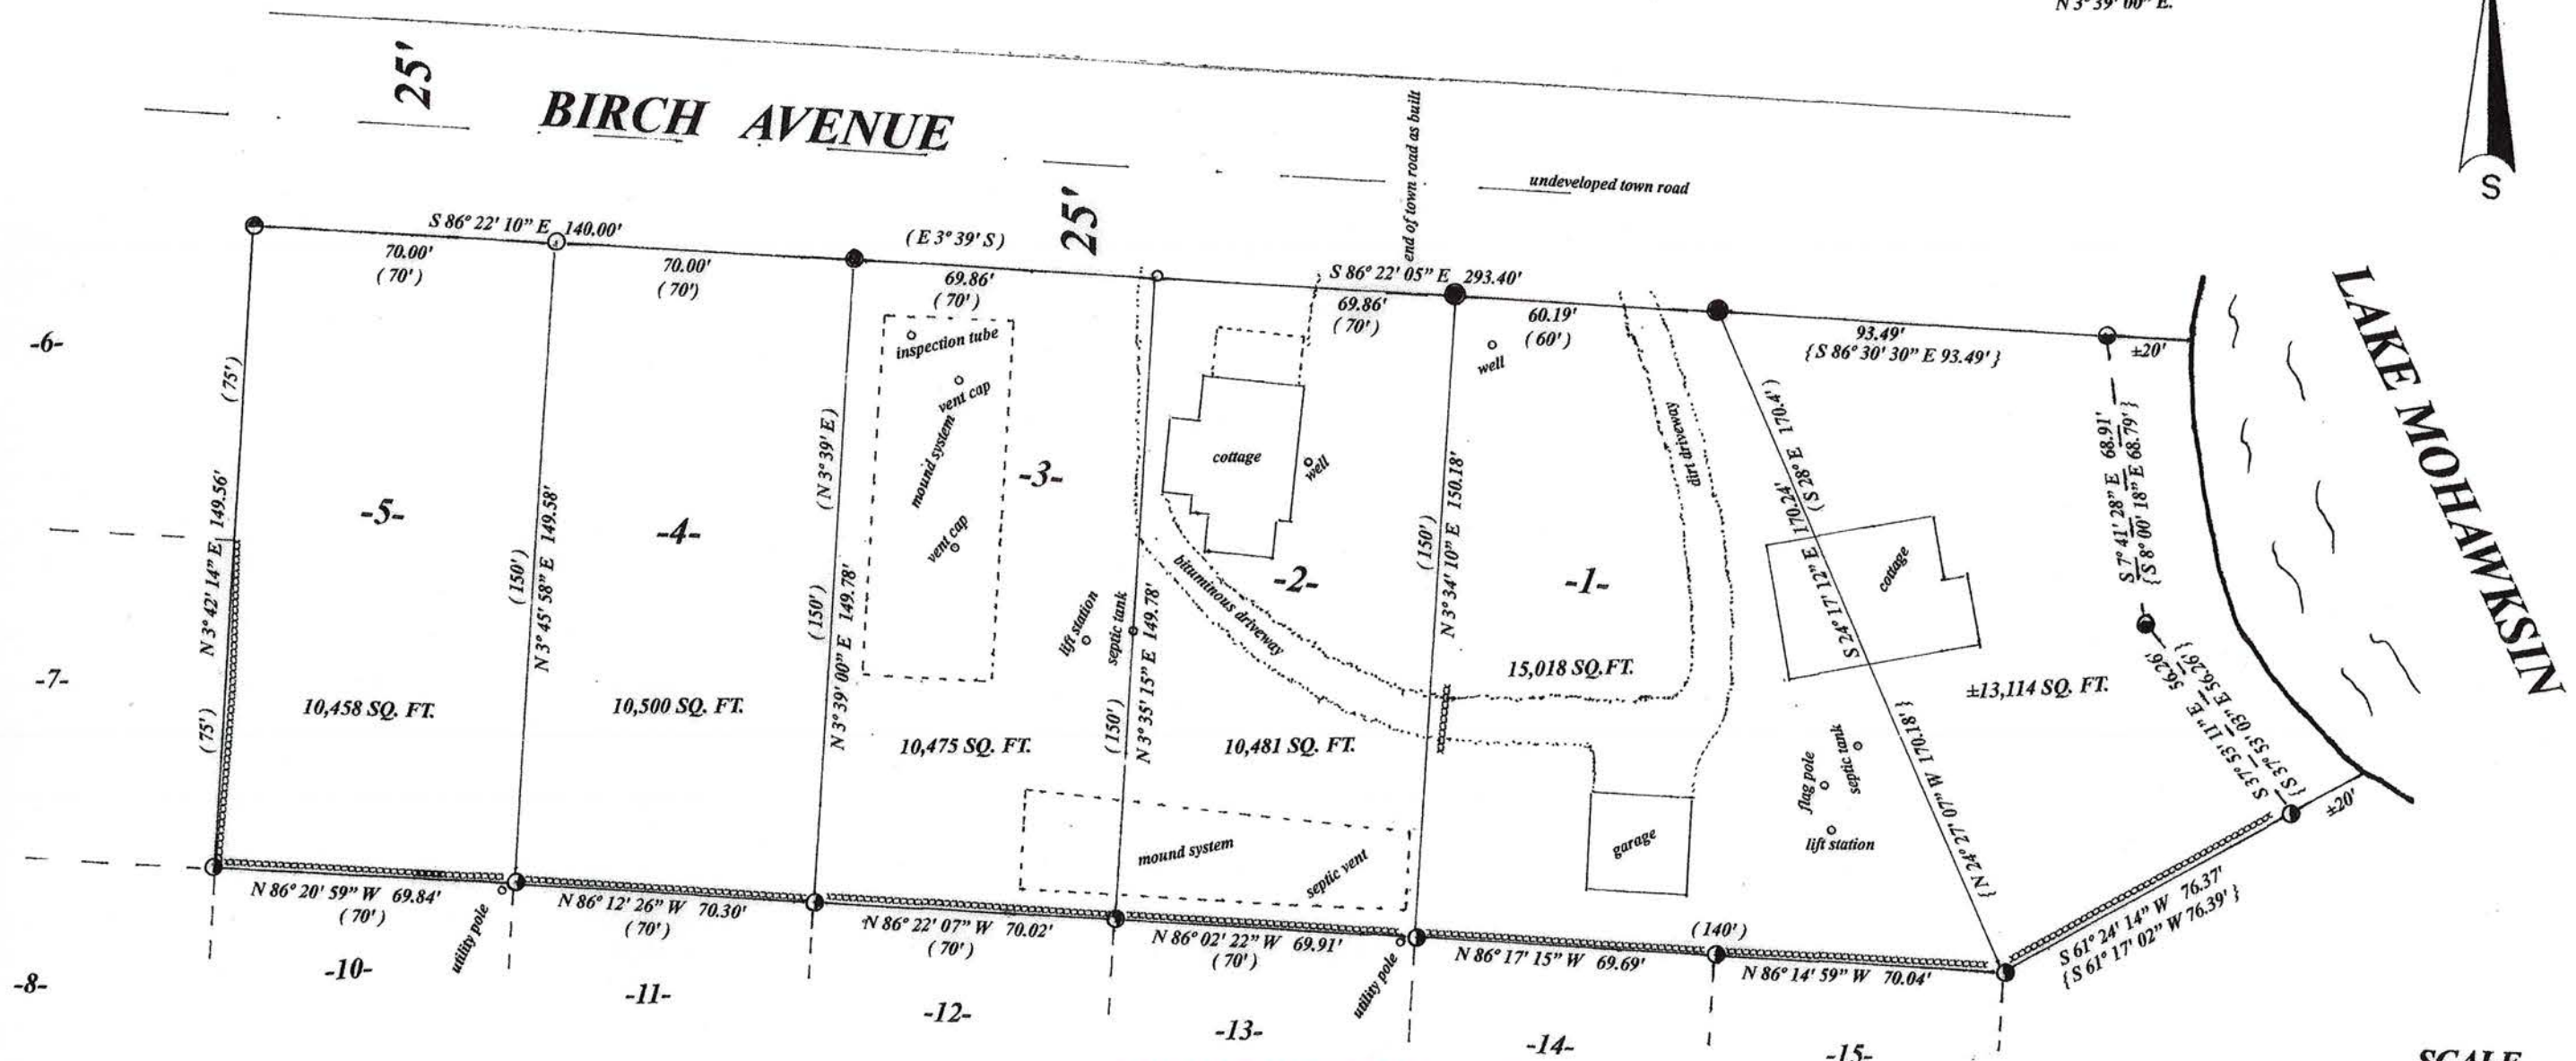 N 3° 39' 00" E.
S
25'
BIRCH AVENUE
25'
end of town road as built
undeveloped town road
S 86° 22' 10" E 140.00'
70.00'
( 70')
70.00'
( 70')
( E 3° 39' S )
69.86'
( 70')
S 86° 22' 05" E 293.40'
69.86'
( 70')
60.19'
( 60')
93.49'
{ S 86° 30' 30" E 93.49' }
±20'
LAKE MOHAWKSIN
-6-
-7-
-8-
( 75')
N 3° 42' 14" E 149.56'
( 75')
-5-
10,458 SQ. FT.
( 150')
N 3° 45' 58" E 149.58'
-4-
10,500 SQ. FT.
( N 3° 39' E )
( 150')
N 3° 39' 00" E 149.78'
inspection tube
vent cap
mound system
vent cap
-3-
lift station
septic tank
10,475 SQ. FT.
( 150')
N 3° 35' 15" E 149.78'
cottage
well
bituminous driveway
-2-
10,481 SQ. FT.
( 150')
N 3° 34' 10" E 150.18'
well
dirt driveway
-1-
15,018 SQ.FT.
( S 28° E 170.4' )
S 24° 17' 12" E 170.24'
{ N 24° 27' 07" W 170.18' }
cottage
±13,114 SQ. FT.
S 7° 41' 28" E 68.91'
{ S 8° 00' 18" E 68.79' }
S 37° 53' 11" E 56.26'
{ S 37° 53' 03" E 56.26' }
±20'
flag pole
septic tank
lift station
garage
mound system
septic vent
N 86° 20' 59" W 69.84'
( 70')
utility pole
N 86° 12' 26" W 70.30'
( 70')
N 86° 22' 07" W 70.02'
( 70')
N 86° 02' 22" W 69.91'
( 70')
utility pole
( 140')
N 86° 17' 15" W 69.69'
N 86° 14' 59" W 70.04'
S 61° 24' 14" W 76.37'
{ S 61° 17' 02" W 76.39' }
-10-
-11-
-12-
-13-
-14-
-15-
SCALE